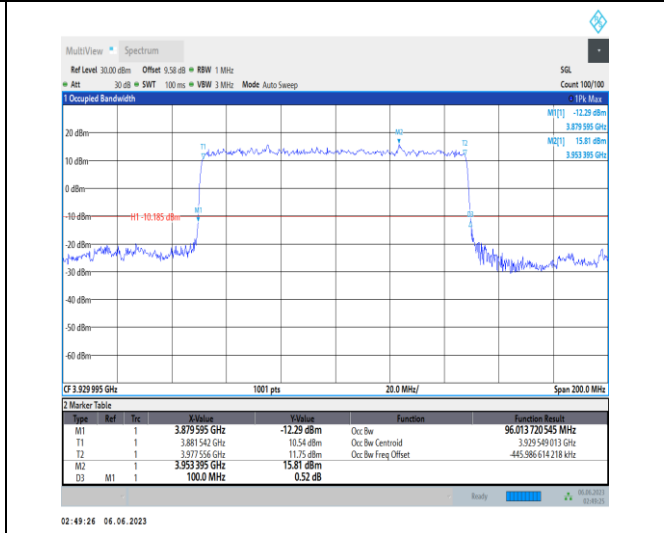 MultiView Spectrum
Ref Level 30.00 dBm Offset 9.58 dB RBW 1 MHz SGL
Att 30 dB SWT 100 ms VBW 3 MHz Mode Auto Sweep Count 100/100
1 Occupied Bandwidth 1Pk Max
M1[1] -12.29 dBm
3.879 595 GHz
M2[1] 15.81 dBm
3.953 395 GHz
20 dBm
M2
T1
T2
10 dBm
0 dBm
M1
-10 dBm
H1 -10.185 dBm
D3
-20 dBm
-30 dBm
-40 dBm
-50 dBm
-60 dBm
CF 3.929 995 GHz 1001 pts 20.0 MHz/ Span 200.0 MHz
2 Marker Table
Type Ref Trc X-Value Y-Value Function Function Result
M1 1 3.879 595 GHz -12.29 dBm Occ Bw 96.013 720 545 MHz
T1 1 3.881 542 GHz 10.54 dBm Occ Bw Centroid 3.929 549 013 GHz
T2 1 3.977 556 GHz 11.75 dBm Occ Bw Freq Offset -445.986 614 218 kHz
M2 1 3.953 395 GHz 15.81 dBm
D3 M1 1 100.0 MHz 0.52 dB
Ready 06.06.2023
02:49:25
02:49:26 06.06.2023